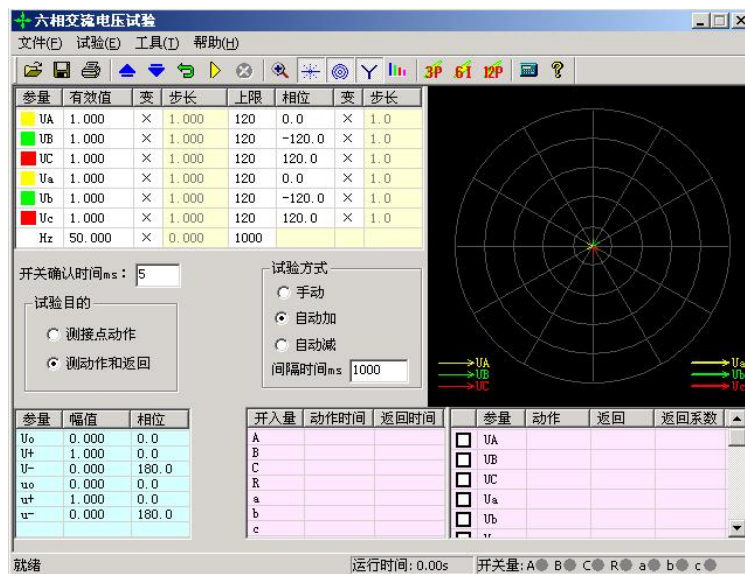 六相交流电压试验
文件(F) 试验(E) 工具(T) 帮助(H)
3P 6I 12P
参量 有效值 变 步长 上限 相位 变 步长
UA 1.000 × 1.000 120 0.0 × 1.0
UB 1.000 × 1.000 120 -120.0 × 1.0
UC 1.000 × 1.000 120 120.0 × 1.0
Ua 1.000 × 1.000 120 0.0 × 1.0
Ub 1.000 × 1.000 120 -120.0 × 1.0
Uc 1.000 × 1.000 120 120.0 × 1.0
Hz 50.000 × 0.000 1000
开关确认时间ms: 5
试验目的
测接点动作
测动作和返回
试验方式
手动
自动加
自动减
间隔时间ms 1000
UA
UB
UC
Ua
Ub
Uc
参量 幅值 相位
Uo 0.000 0.0
U+ 1.000 0.0
U- 0.000 180.0
uo 0.000 0.0
u+ 1.000 0.0
u- 0.000 180.0
开入量 动作时间 返回时间
A
B
C
R
a
b
c
参量 动作 返回 返回系数
UA
UB
UC
Ua
Ub
就绪 运行时间: 0.00s 开关量: A B C R a b c